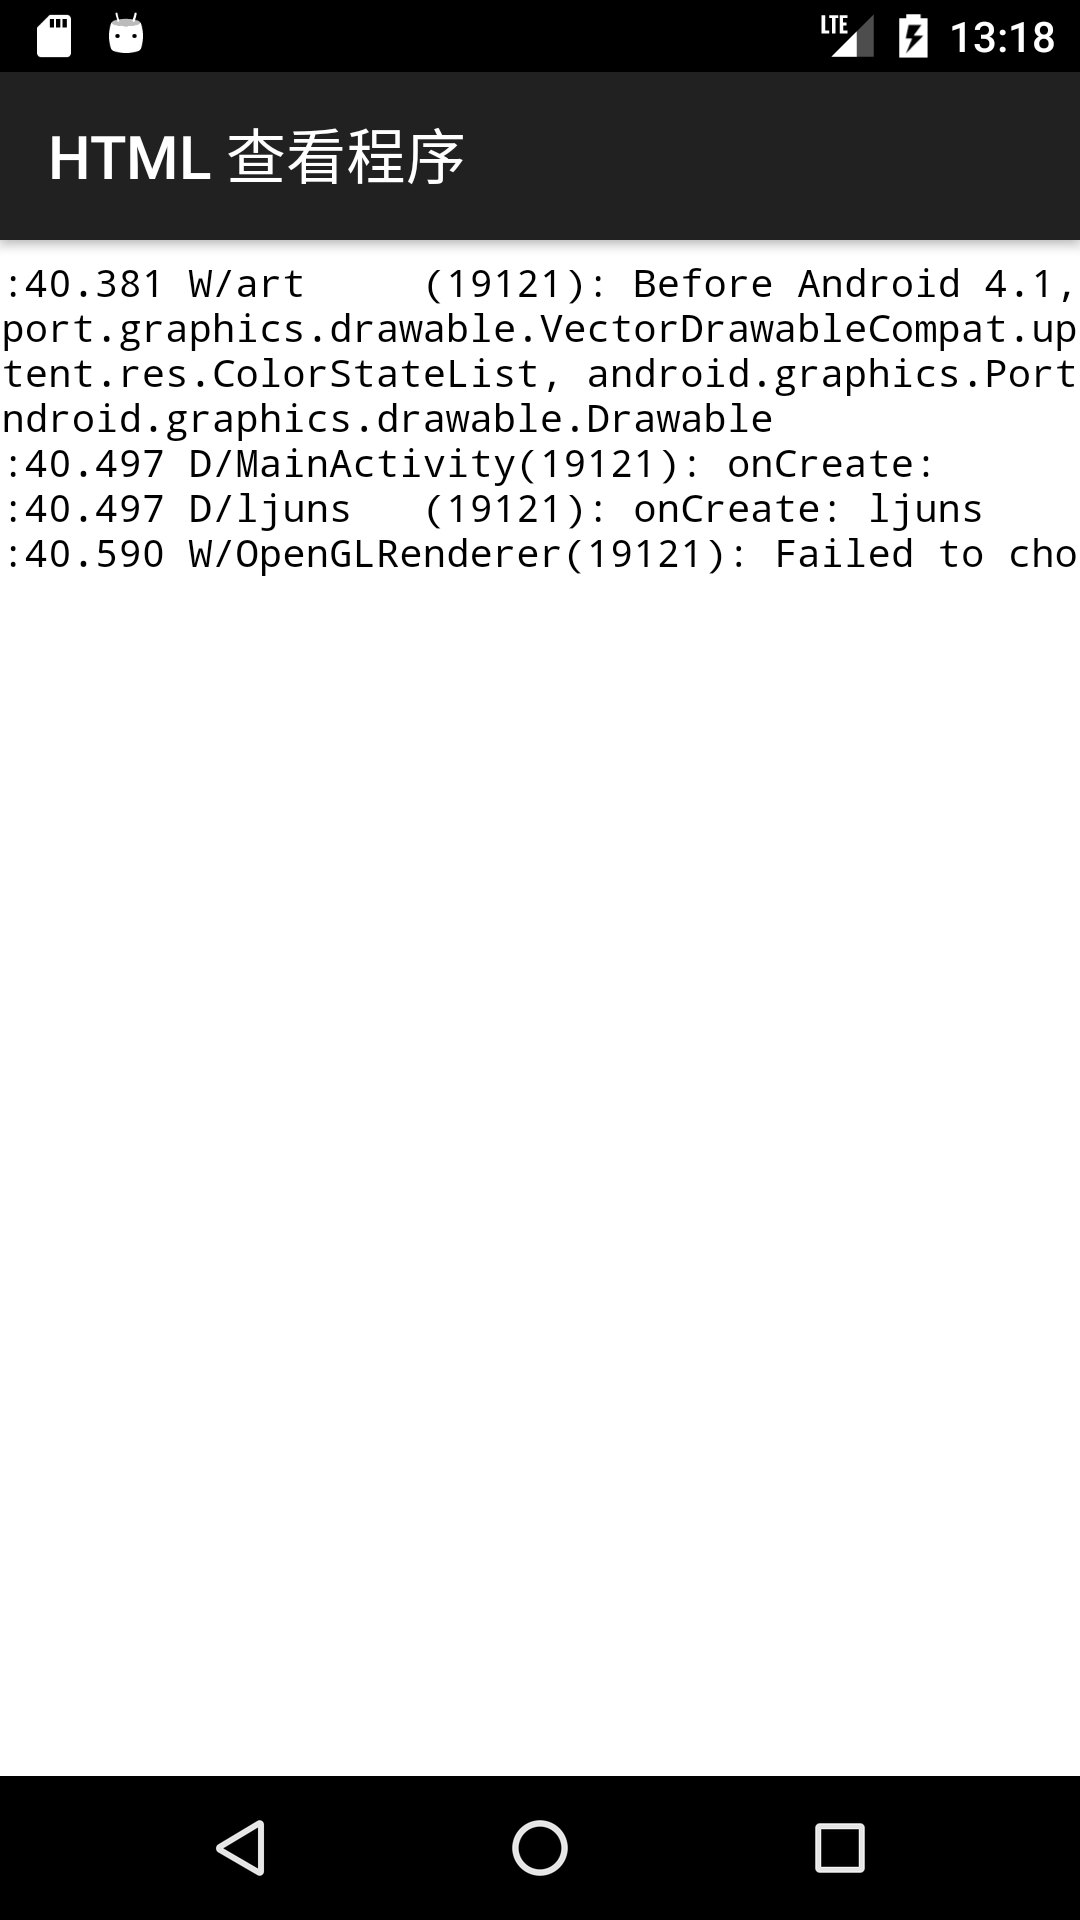 LTE 13:18
HTML 查看程序
:40.381 W/art     (19121): Before Android 4.1,
port.graphics.drawable.VectorDrawableCompat.up
tent.res.ColorStateList, android.graphics.Port
ndroid.graphics.drawable.Drawable
:40.497 D/MainActivity(19121): onCreate:
:40.497 D/ljuns   (19121): onCreate: ljuns
:40.590 W/OpenGLRenderer(19121): Failed to cho